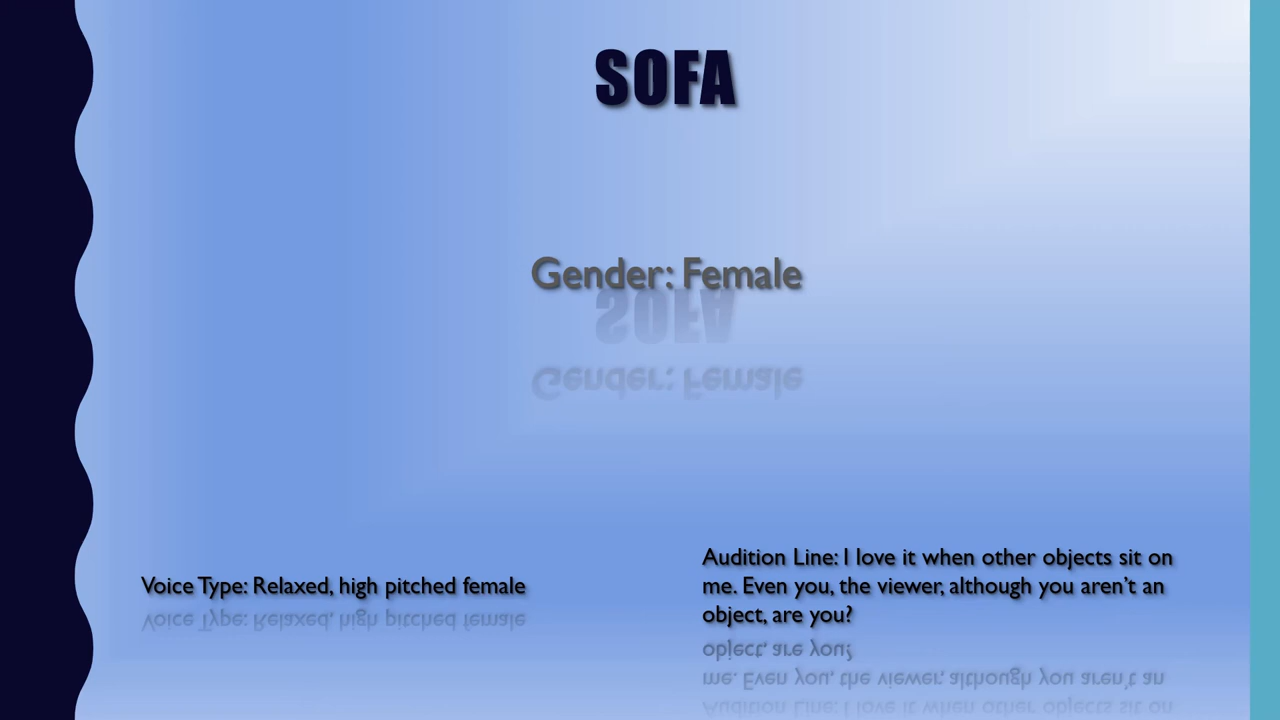 SOFA
Gender: Female
Voice Type: Relaxed, high pitched female
Audition Line: I love it when other objects sit on
me. Even you, the viewer, although you aren't an
object, are you?